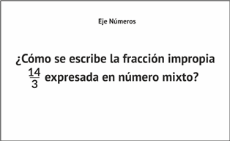 Eje Números
¿Cómo se escribe la fracción impropia
14/3 expresada en número mixto?